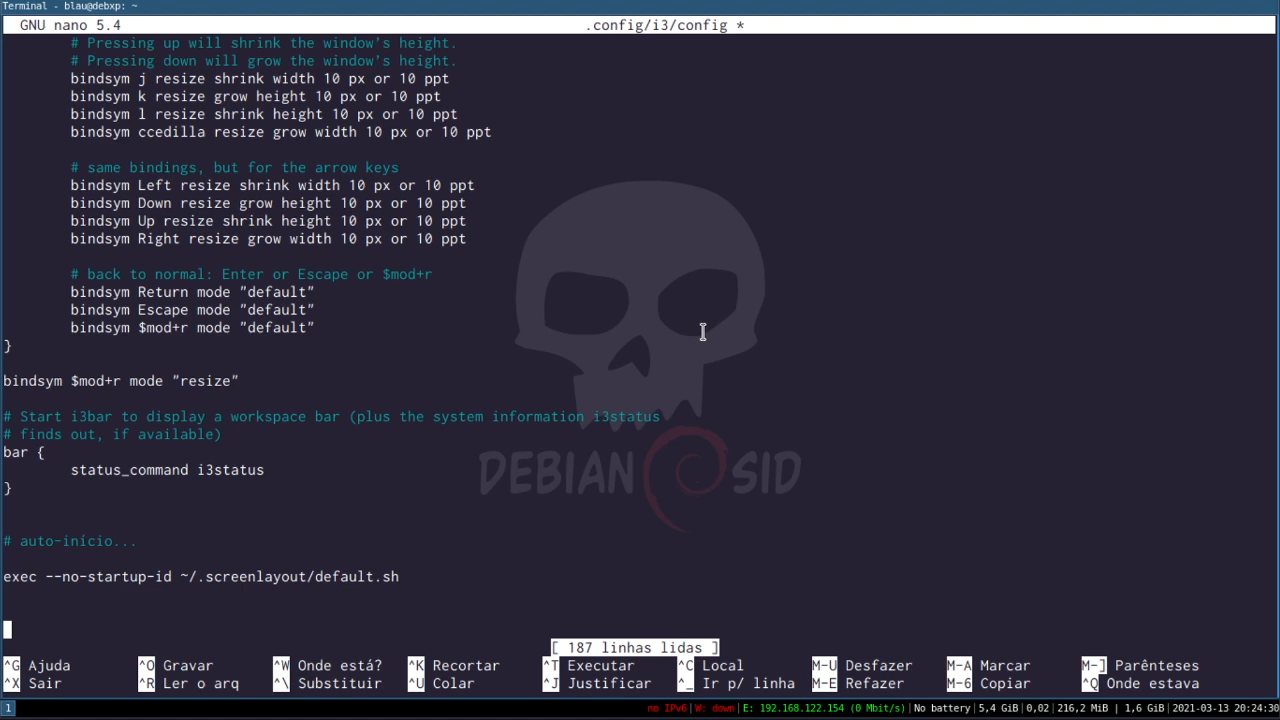 Terminal - blau@debxp: ~
GNU nano 5.4 .config/i3/config *
# Pressing up will shrink the window's height.
# Pressing down will grow the window's height.
bindsym j resize shrink width 10 px or 10 ppt
bindsym k resize grow height 10 px or 10 ppt
bindsym l resize shrink height 10 px or 10 ppt
bindsym ccedilla resize grow width 10 px or 10 ppt
# same bindings, but for the arrow keys
bindsym Left resize shrink width 10 px or 10 ppt
bindsym Down resize grow height 10 px or 10 ppt
bindsym Up resize shrink height 10 px or 10 ppt
bindsym Right resize grow width 10 px or 10 ppt
# back to normal: Enter or Escape or $mod+r
bindsym Return mode "default"
bindsym Escape mode "default"
bindsym $mod+r mode "default"
}
bindsym $mod+r mode "resize"
# Start i3bar to display a workspace bar (plus the system information i3status
# finds out, if available)
bar {
status_command i3status
}
DEBIAN SID
# auto-início...
exec --no-startup-id ~/.screenlayout/default.sh
[ 187 linhas lidas ]
^G Ajuda ^O Gravar ^W Onde está? ^K Recortar ^T Executar ^C Local M-U Desfazer M-A Marcar M-] Parênteses
^X Sair ^R Ler o arq ^\ Substituir ^U Colar ^J Justificar ^_ Ir p/ linha M-E Refazer M-6 Copiar ^Q Onde estava
1 no IPv6|W: down|E: 192.168.122.154 (0 Mbit/s)|No battery|5,4 GiB|0,02|216,2 MiB | 1,6 GiB|2021-03-13 20:24:30